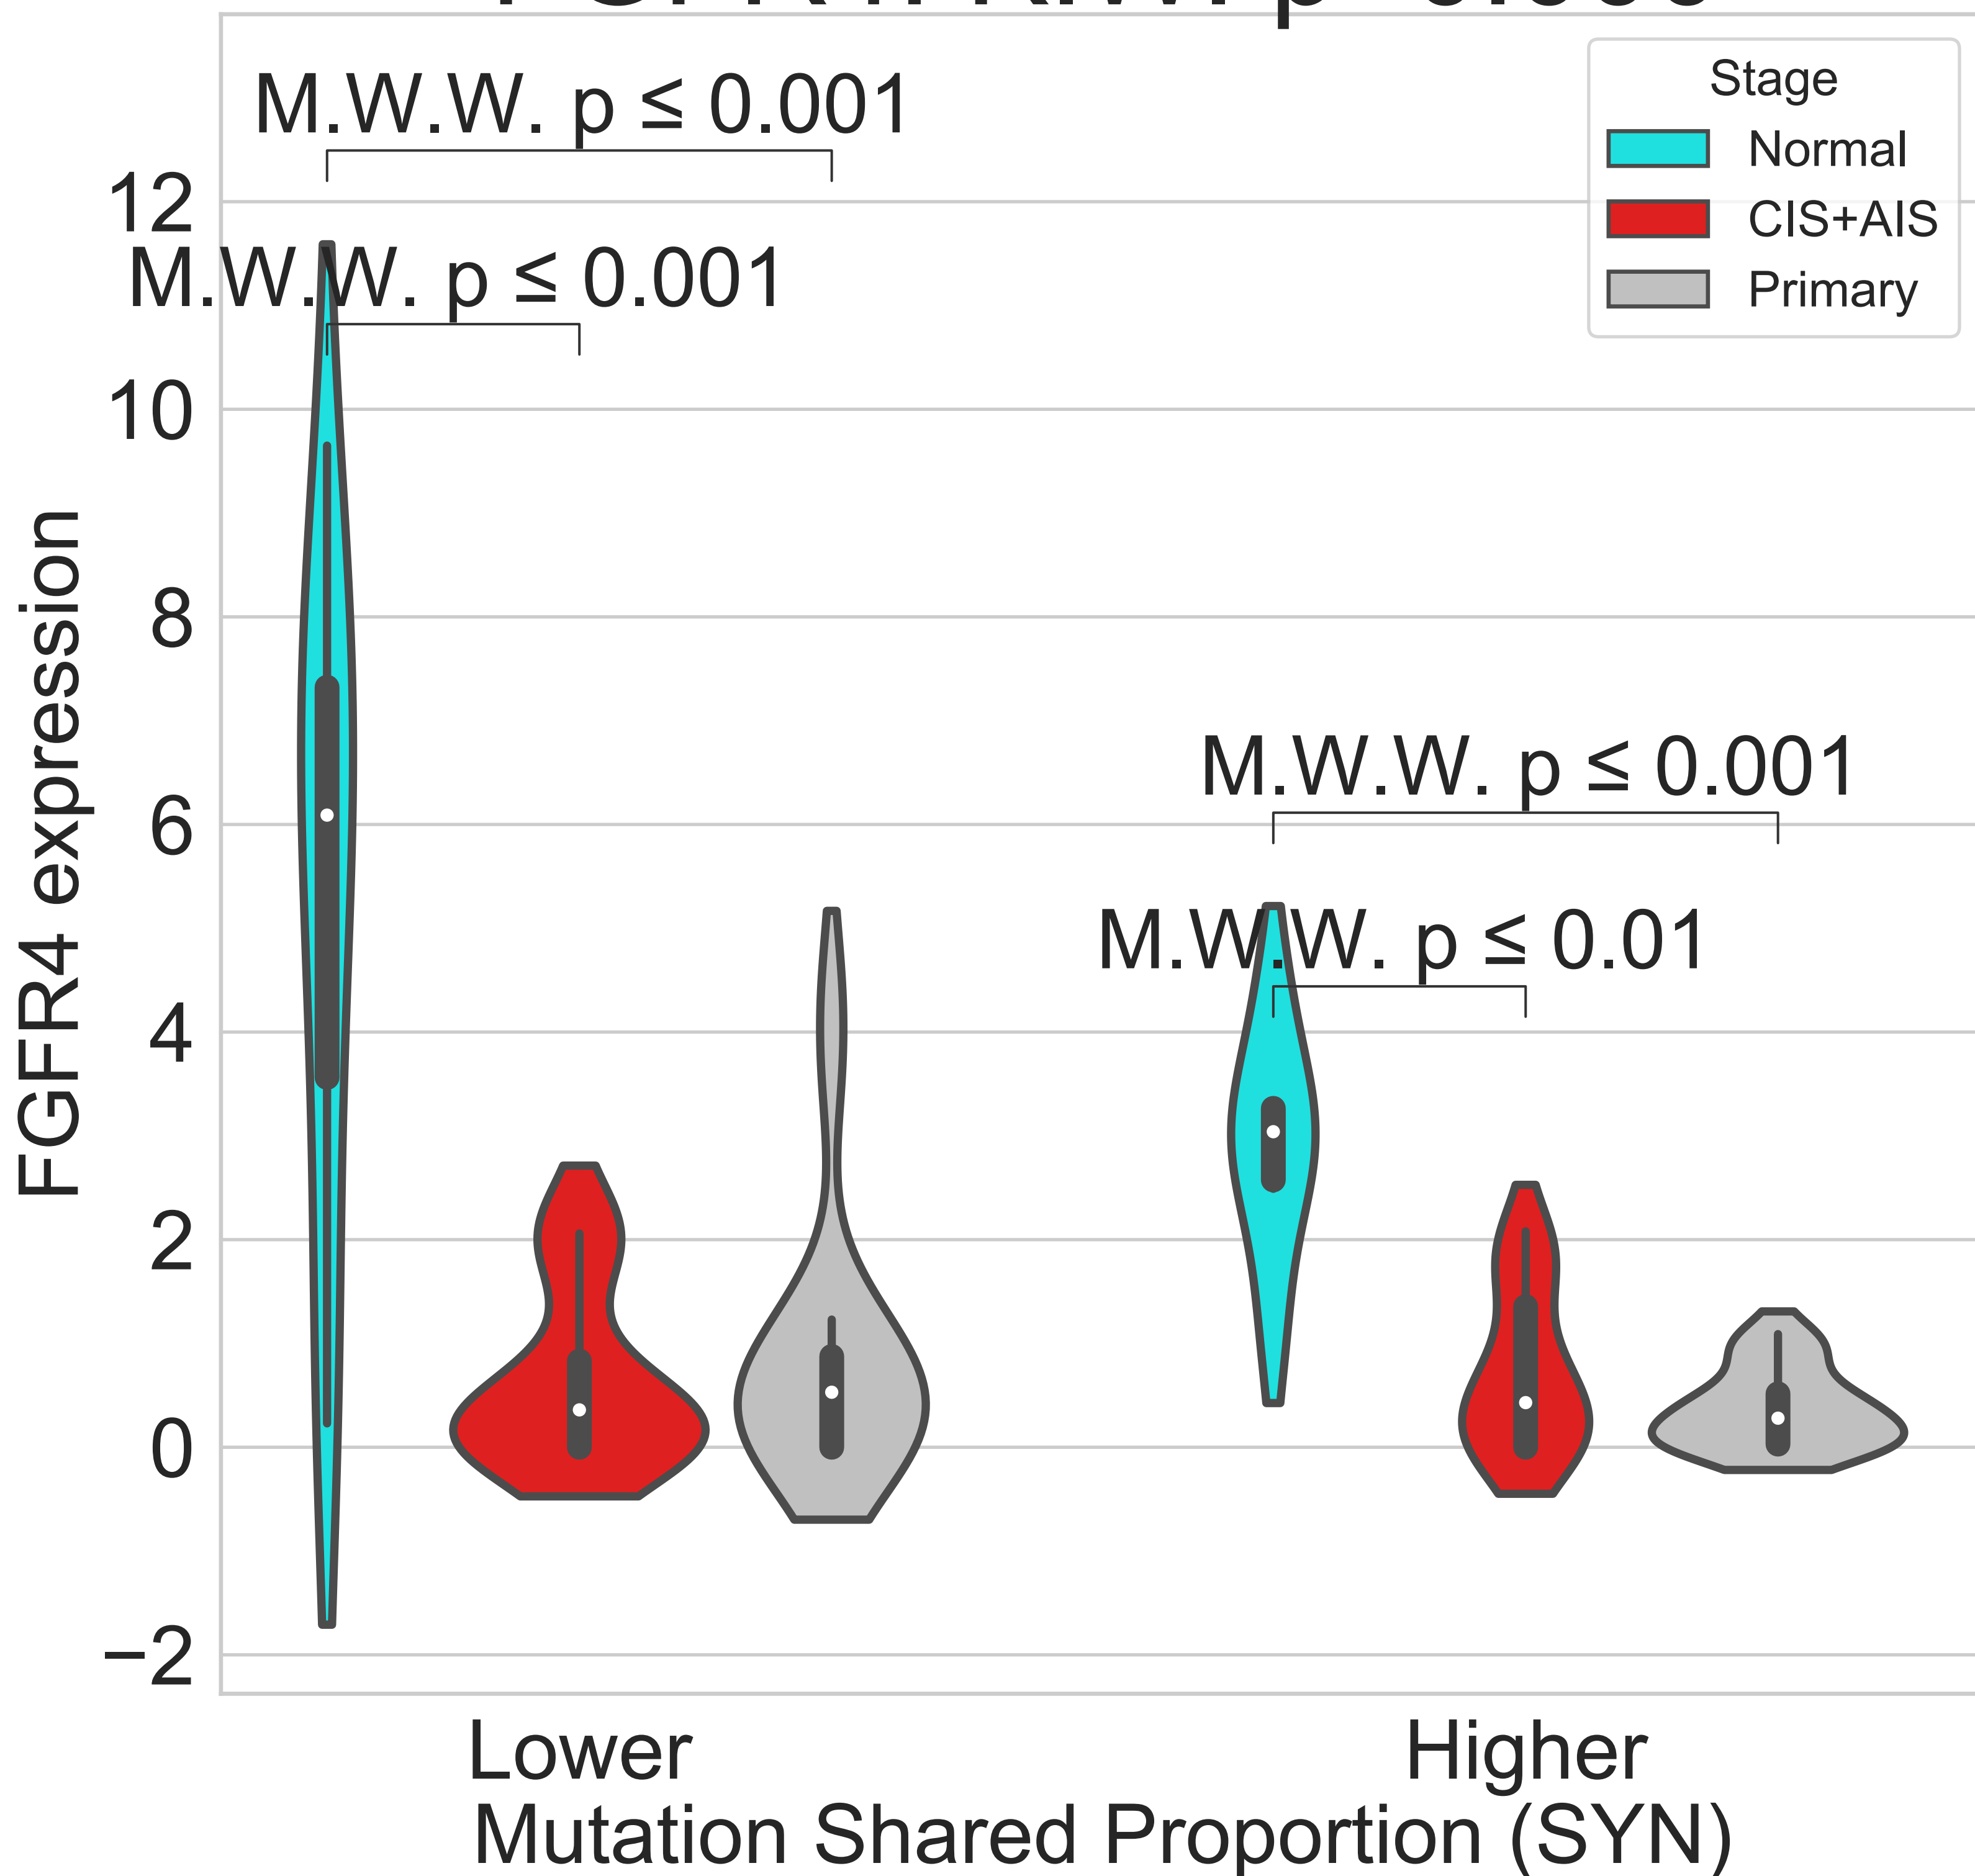 Stage
Normal
CIS+AIS
Primary
M.W.W. p ≤ 0.001
M.W.W. p ≤ 0.001
M.W.W. p ≤ 0.001
M.W.W. p ≤ 0.01
12
10
8
6
4
2
0
−2
FGFR4 expression
Lower
Higher
Mutation Shared Proportion (SYN)